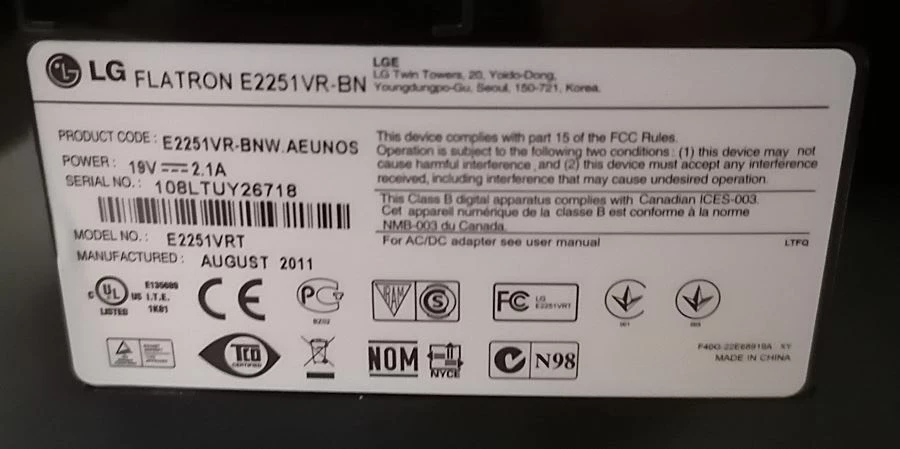 LG FLATRON E2251VR-BN
LGE
LG Twin Towers, 20, Yoido-Dong,
Youngdungpo-Gu, Seoul, 150-721, Korea.
PRODUCT CODE : E2251VR-BNW.AEUNOS
POWER : 19V 2.1A
SERIAL NO. : 108LTUY26718
MODEL NO. : E2251VRT
MANUFACTURED : AUGUST 2011
This device complies with part 15 of the FCC Rules.
Operation is subject to the following two conditions : (1) this device may not
cause harmful interference, and (2) this device must accept any interference
received, including interference that may cause undesired operation.
This Class B digital apparatus complies with Canadian ICES-003.
Cet appareil numérique de la classe B est conforme à la norme
NMB-003 du Canada.
For AC/DC adapter see user manual
LTFQ
c UL us
LISTED
I.T.E.
CE
PG
BZ02
S
FC
LG
E2251VRT
TCO
CERTIFIED
NOM
NYCE
N98
MADE IN CHINA